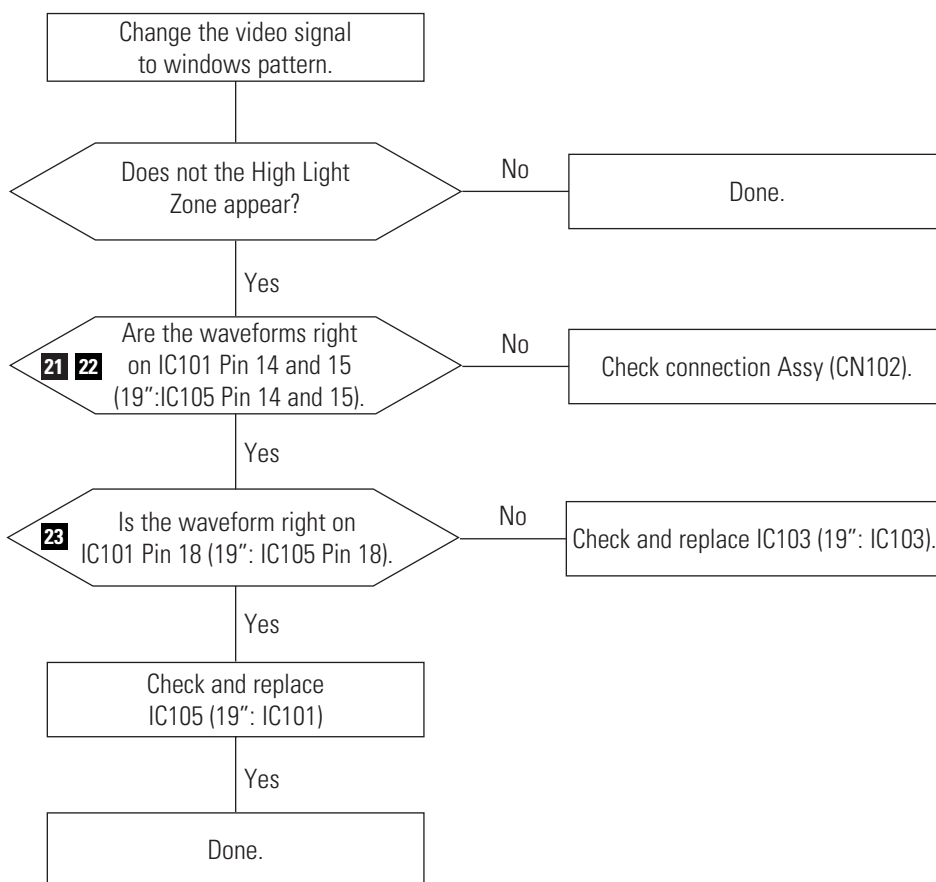 Change the video signal
to windows pattern.
Does not the High Light
Zone appear?
No
Done.
Yes
21 22
Are the waveforms right
on IC101 Pin 14 and 15
(19″:IC105 Pin 14 and 15).
No
Check connection Assy (CN102).
Yes
23
Is the waveform right on
IC101 Pin 18 (19″: IC105 Pin 18).
No
Check and replace IC103 (19″: IC103).
Yes
Check and replace
IC105 (19″: IC101)
Yes
Done.